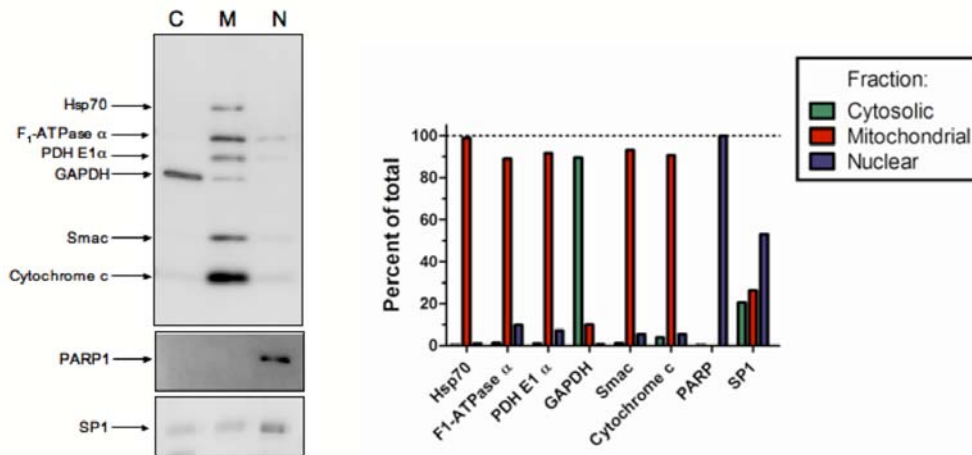 C M N
Hsp70
F₁-ATPase α
PDH E1α
GAPDH
Smac
Cytochrome c
PARP1
SP1
Fraction:
Cytosolic
Mitochondrial
Nuclear
Percent of total
100
80
60
40
20
0
Hsp70
F1-ATPase α
PDH E1 α
GAPDH
Smac
Cytochrome c
PARP
SP1